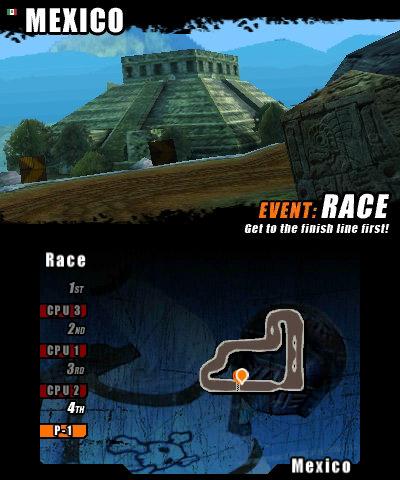 MEXICO
EVENT: RACE
Get to the finish line first!
Race
1ST
CPU 3
2ND
CPU 1
3RD
CPU 2
4TH
P-1
Mexico